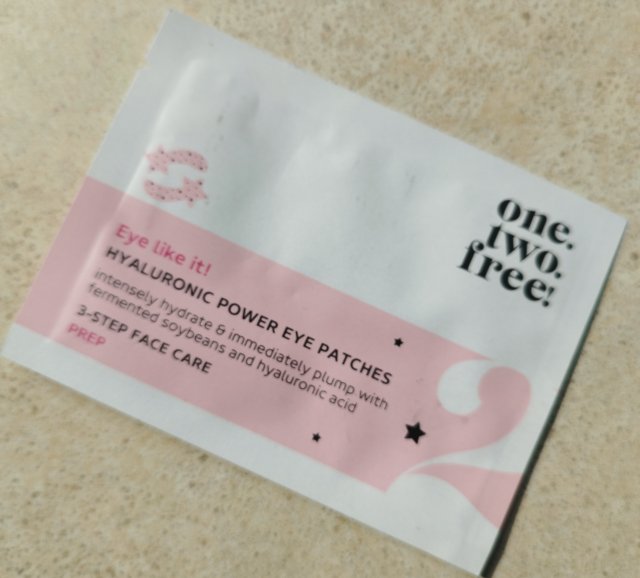 one.
two.
free!
Eye like it!
HYALURONIC POWER EYE PATCHES
intensely hydrate & immediately plump with
fermented soybeans and hyaluronic acid
3-STEP FACE CARE
PREP
2